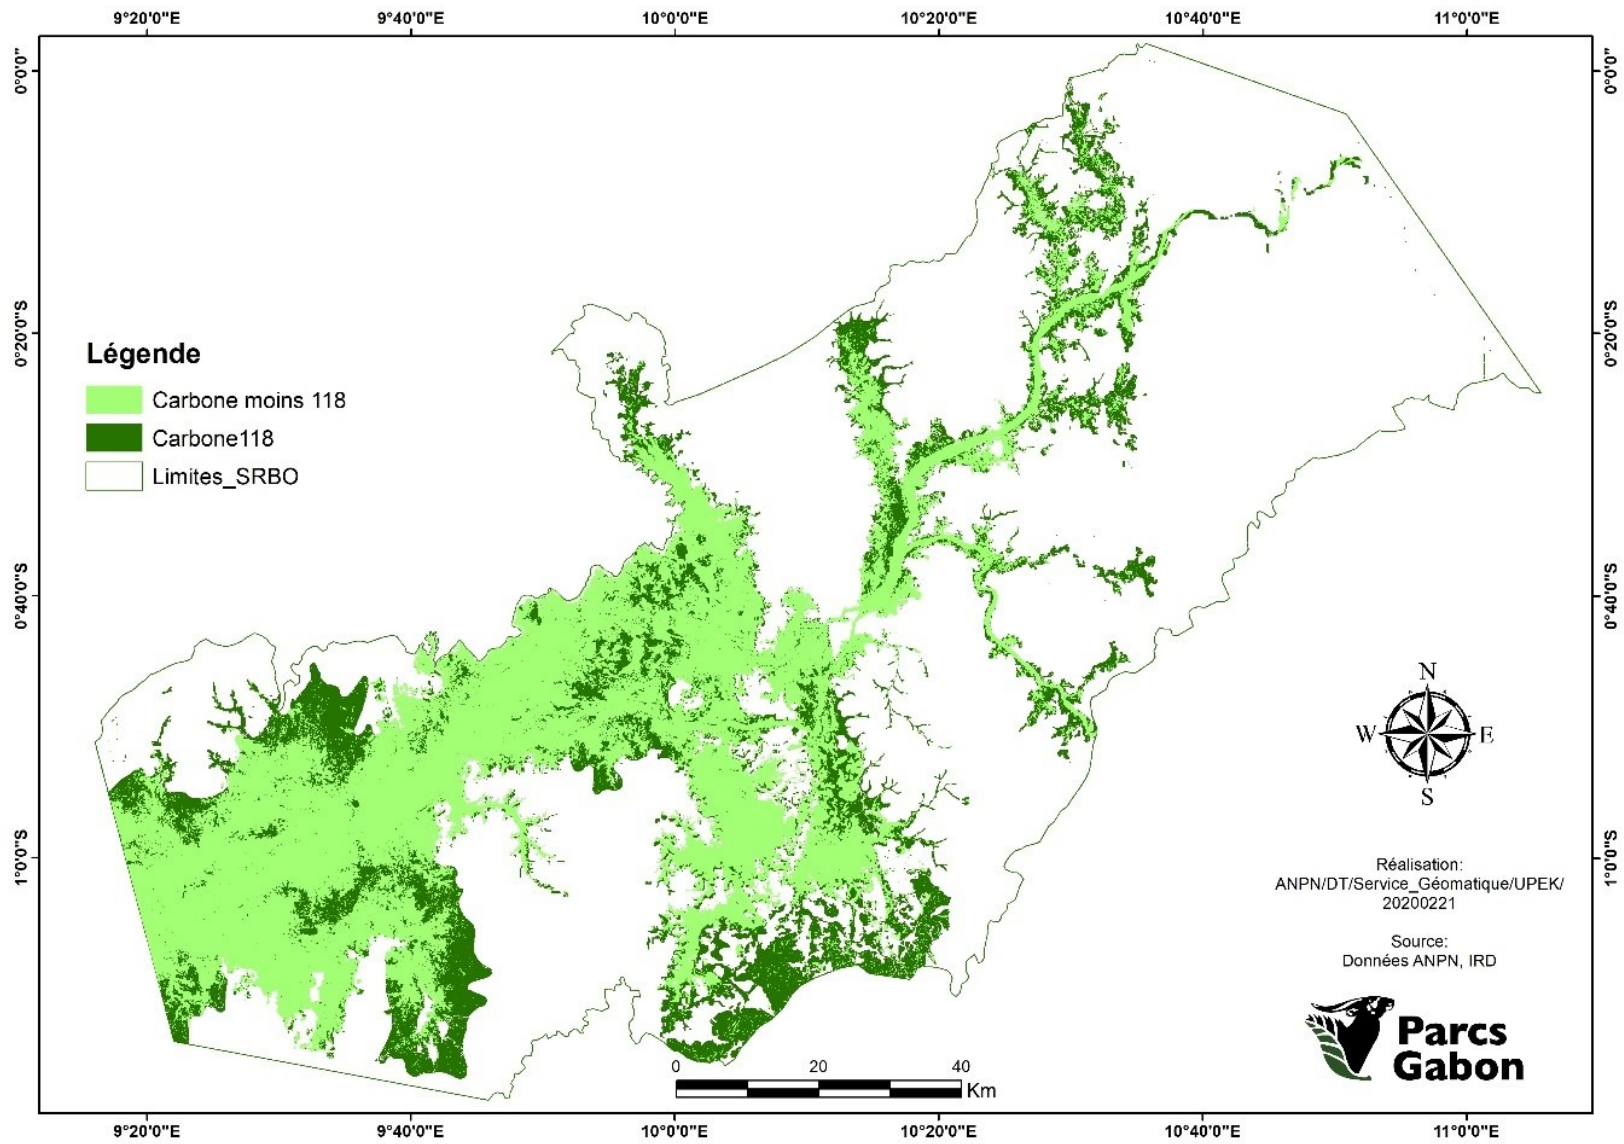 9°20'0"E 9°40'0"E 10°0'0"E 10°20'0"E 10°40'0"E 11°0'0"E
0°0'0" 0°0'0"
0°20'0"S 0°20'0"S
Légende
Carbone moins 118
Carbone118
Limites_SRBO
0°40'0"S 0°40'0"S
N
W E
S
1°0'0"S 1°0'0"S
Réalisation:
ANPN/DT/Service_Géomatique/UPEK/
20200221
Source:
Données ANPN, IRD
Parcs
Gabon
0 20 40
Km
9°20'0"E 9°40'0"E 10°0'0"E 10°20'0"E 10°40'0"E 11°0'0"E